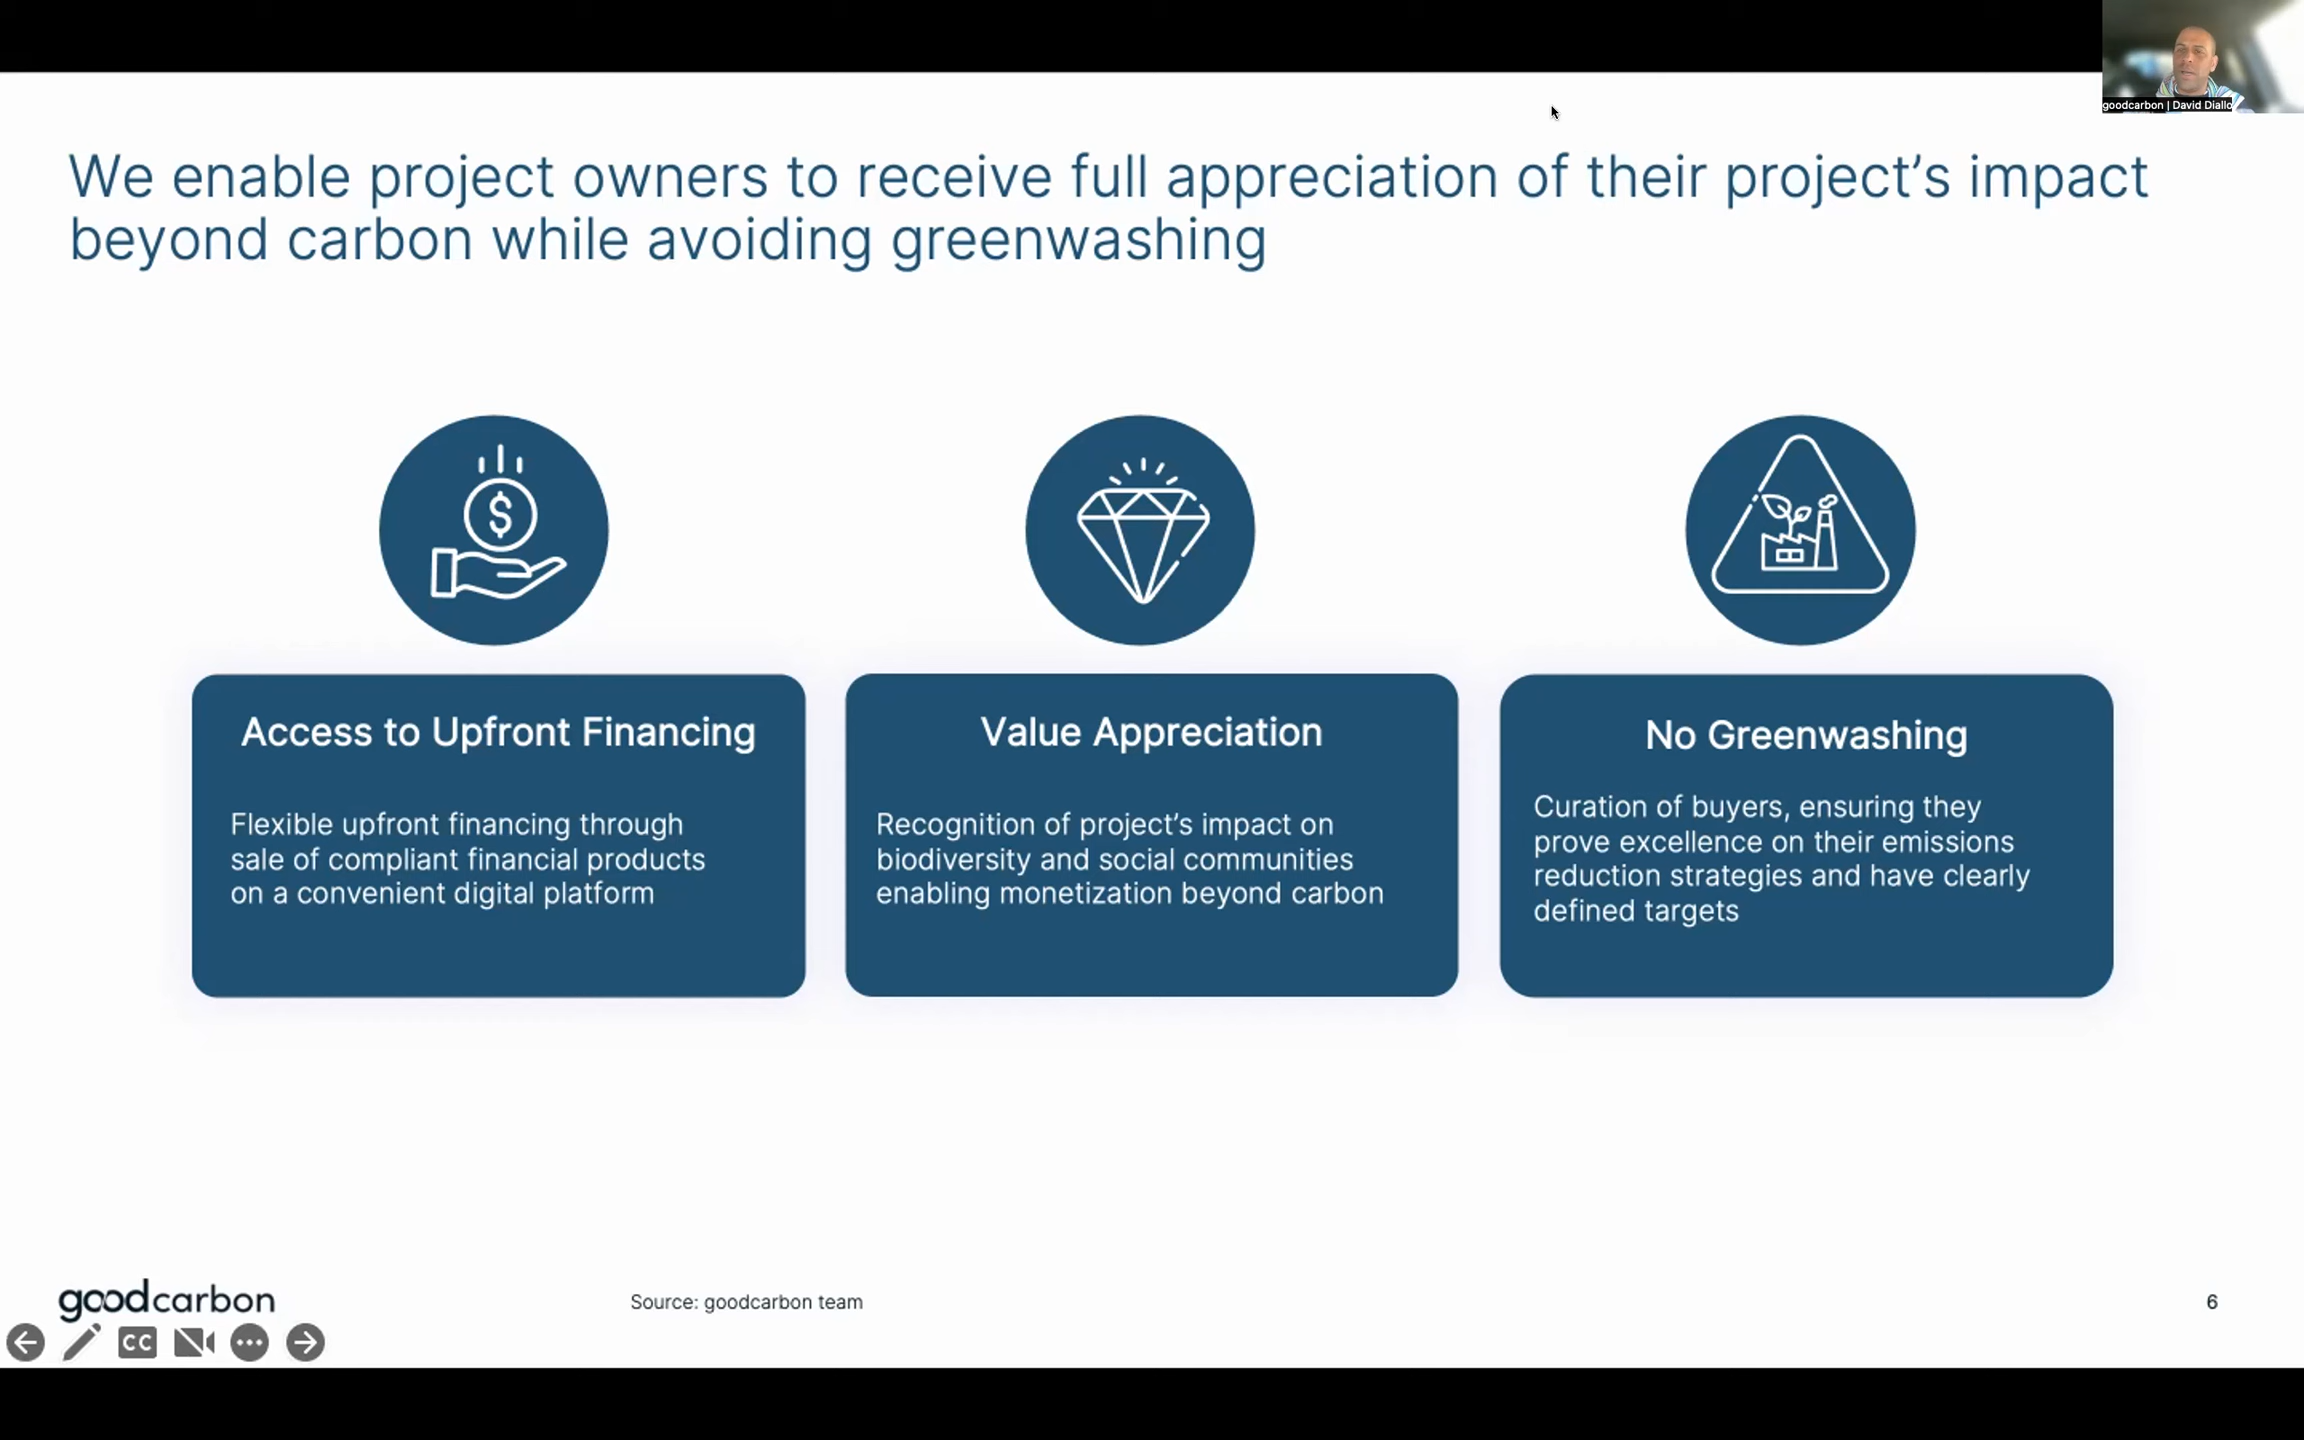 goodcarbon | David Diallo
We enable project owners to receive full appreciation of their project’s impact
beyond carbon while avoiding greenwashing
$
Access to Upfront Financing
Flexible upfront financing through
sale of compliant financial products
on a convenient digital platform
Value Appreciation
Recognition of project’s impact on
biodiversity and social communities
enabling monetization beyond carbon
No Greenwashing
Curation of buyers, ensuring they
prove excellence on their emissions
reduction strategies and have clearly
defined targets
goodcarbon
Source: goodcarbon team
6
CC